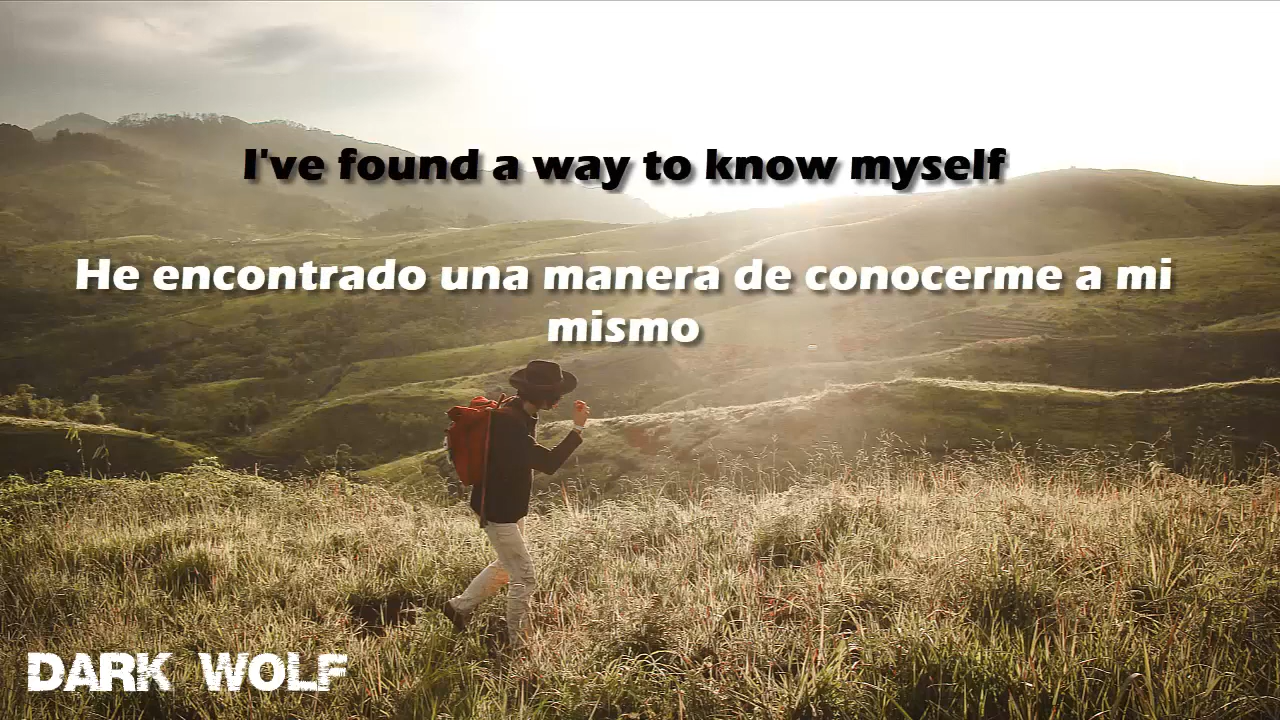 I've found a way to know myself
He encontrado una manera de conocerme a mi
mismo
DARK WOLF